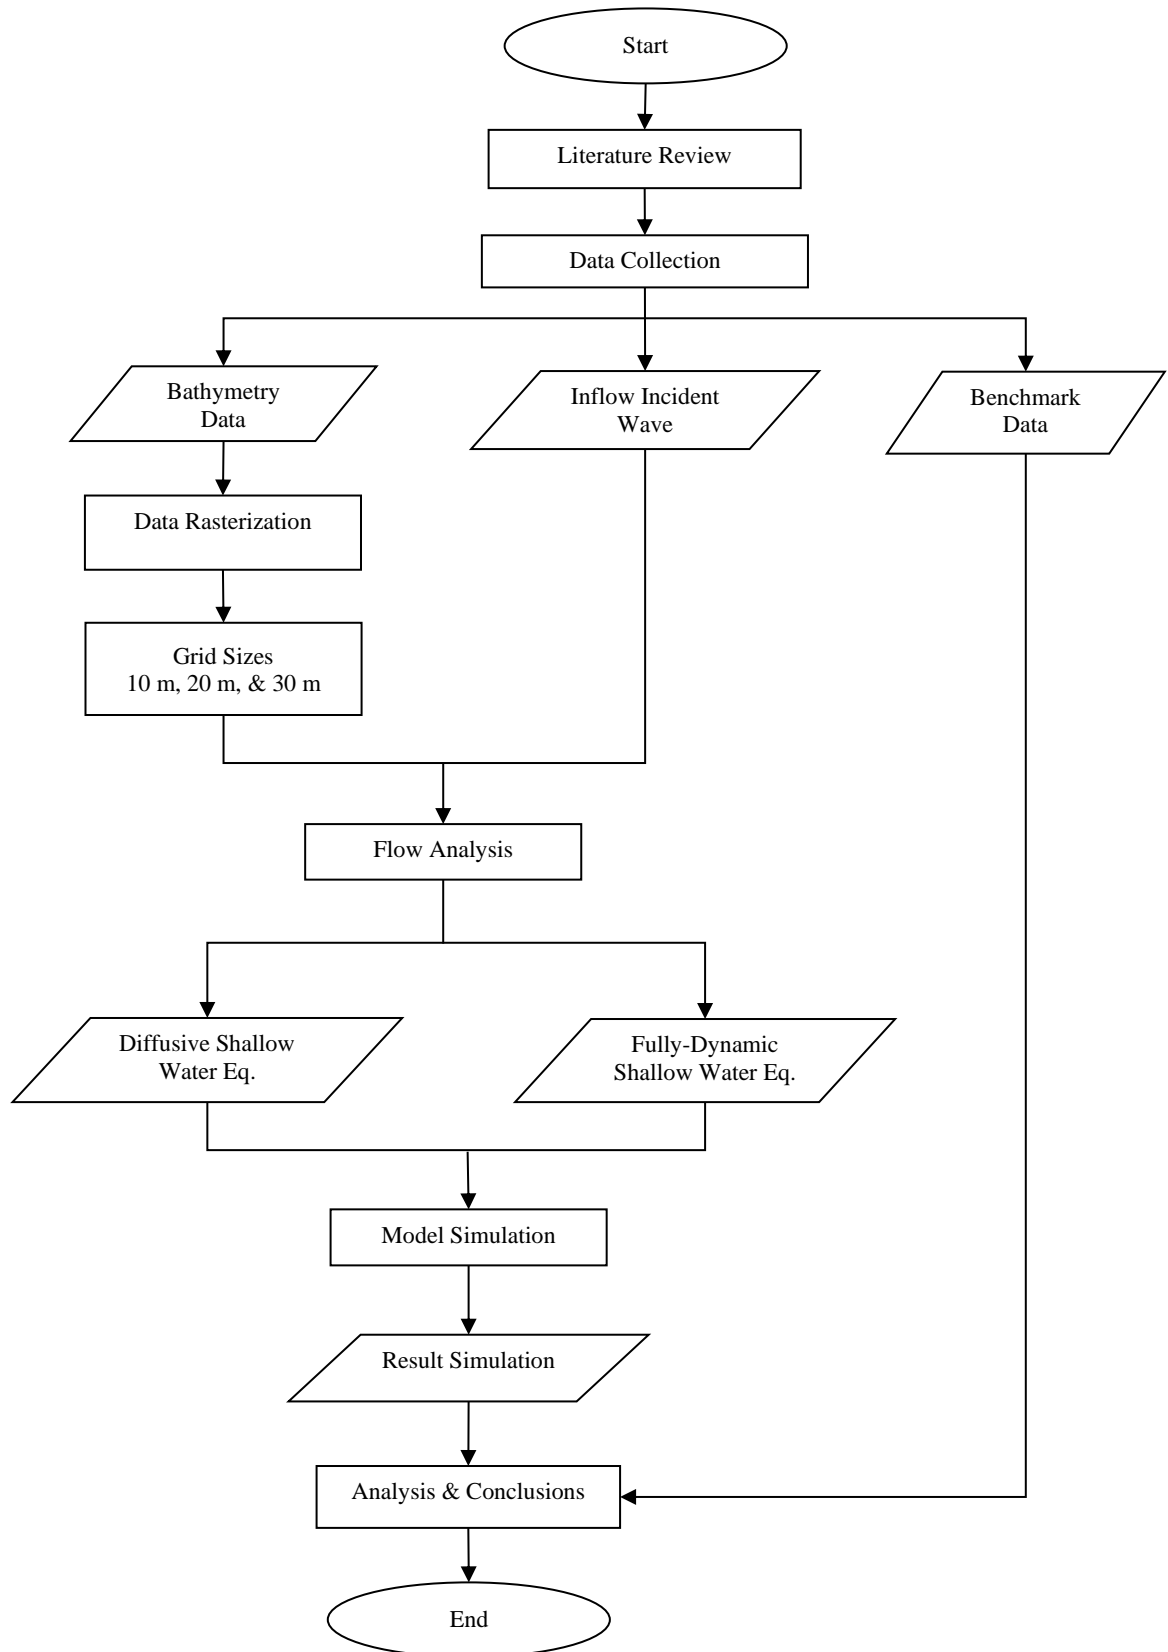 Start
Literature Review
Data Collection
Bathymetry
Data
Inflow Incident
Wave
Benchmark
Data
Data Rasterization
Grid Sizes
10 m, 20 m, & 30 m
Flow Analysis
Diffusive Shallow
Water Eq.
Fully-Dynamic
Shallow Water Eq.
Model Simulation
Result Simulation
Analysis & Conclusions
End